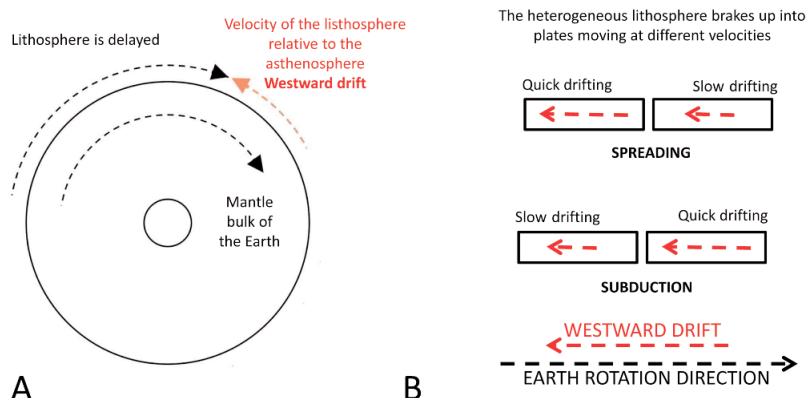 Lithosphere is delayed
Velocity of the listhosphere
relative to the
asthenosphere
Westward drift
Mantle
bulk of
the Earth
A
The heterogeneous lithosphere brakes up into
plates moving at different velocities
Quick drifting
Slow drifting
SPREADING
Slow drifting
Quick drifting
SUBDUCTION
WESTWARD DRIFT
EARTH ROTATION DIRECTION
B